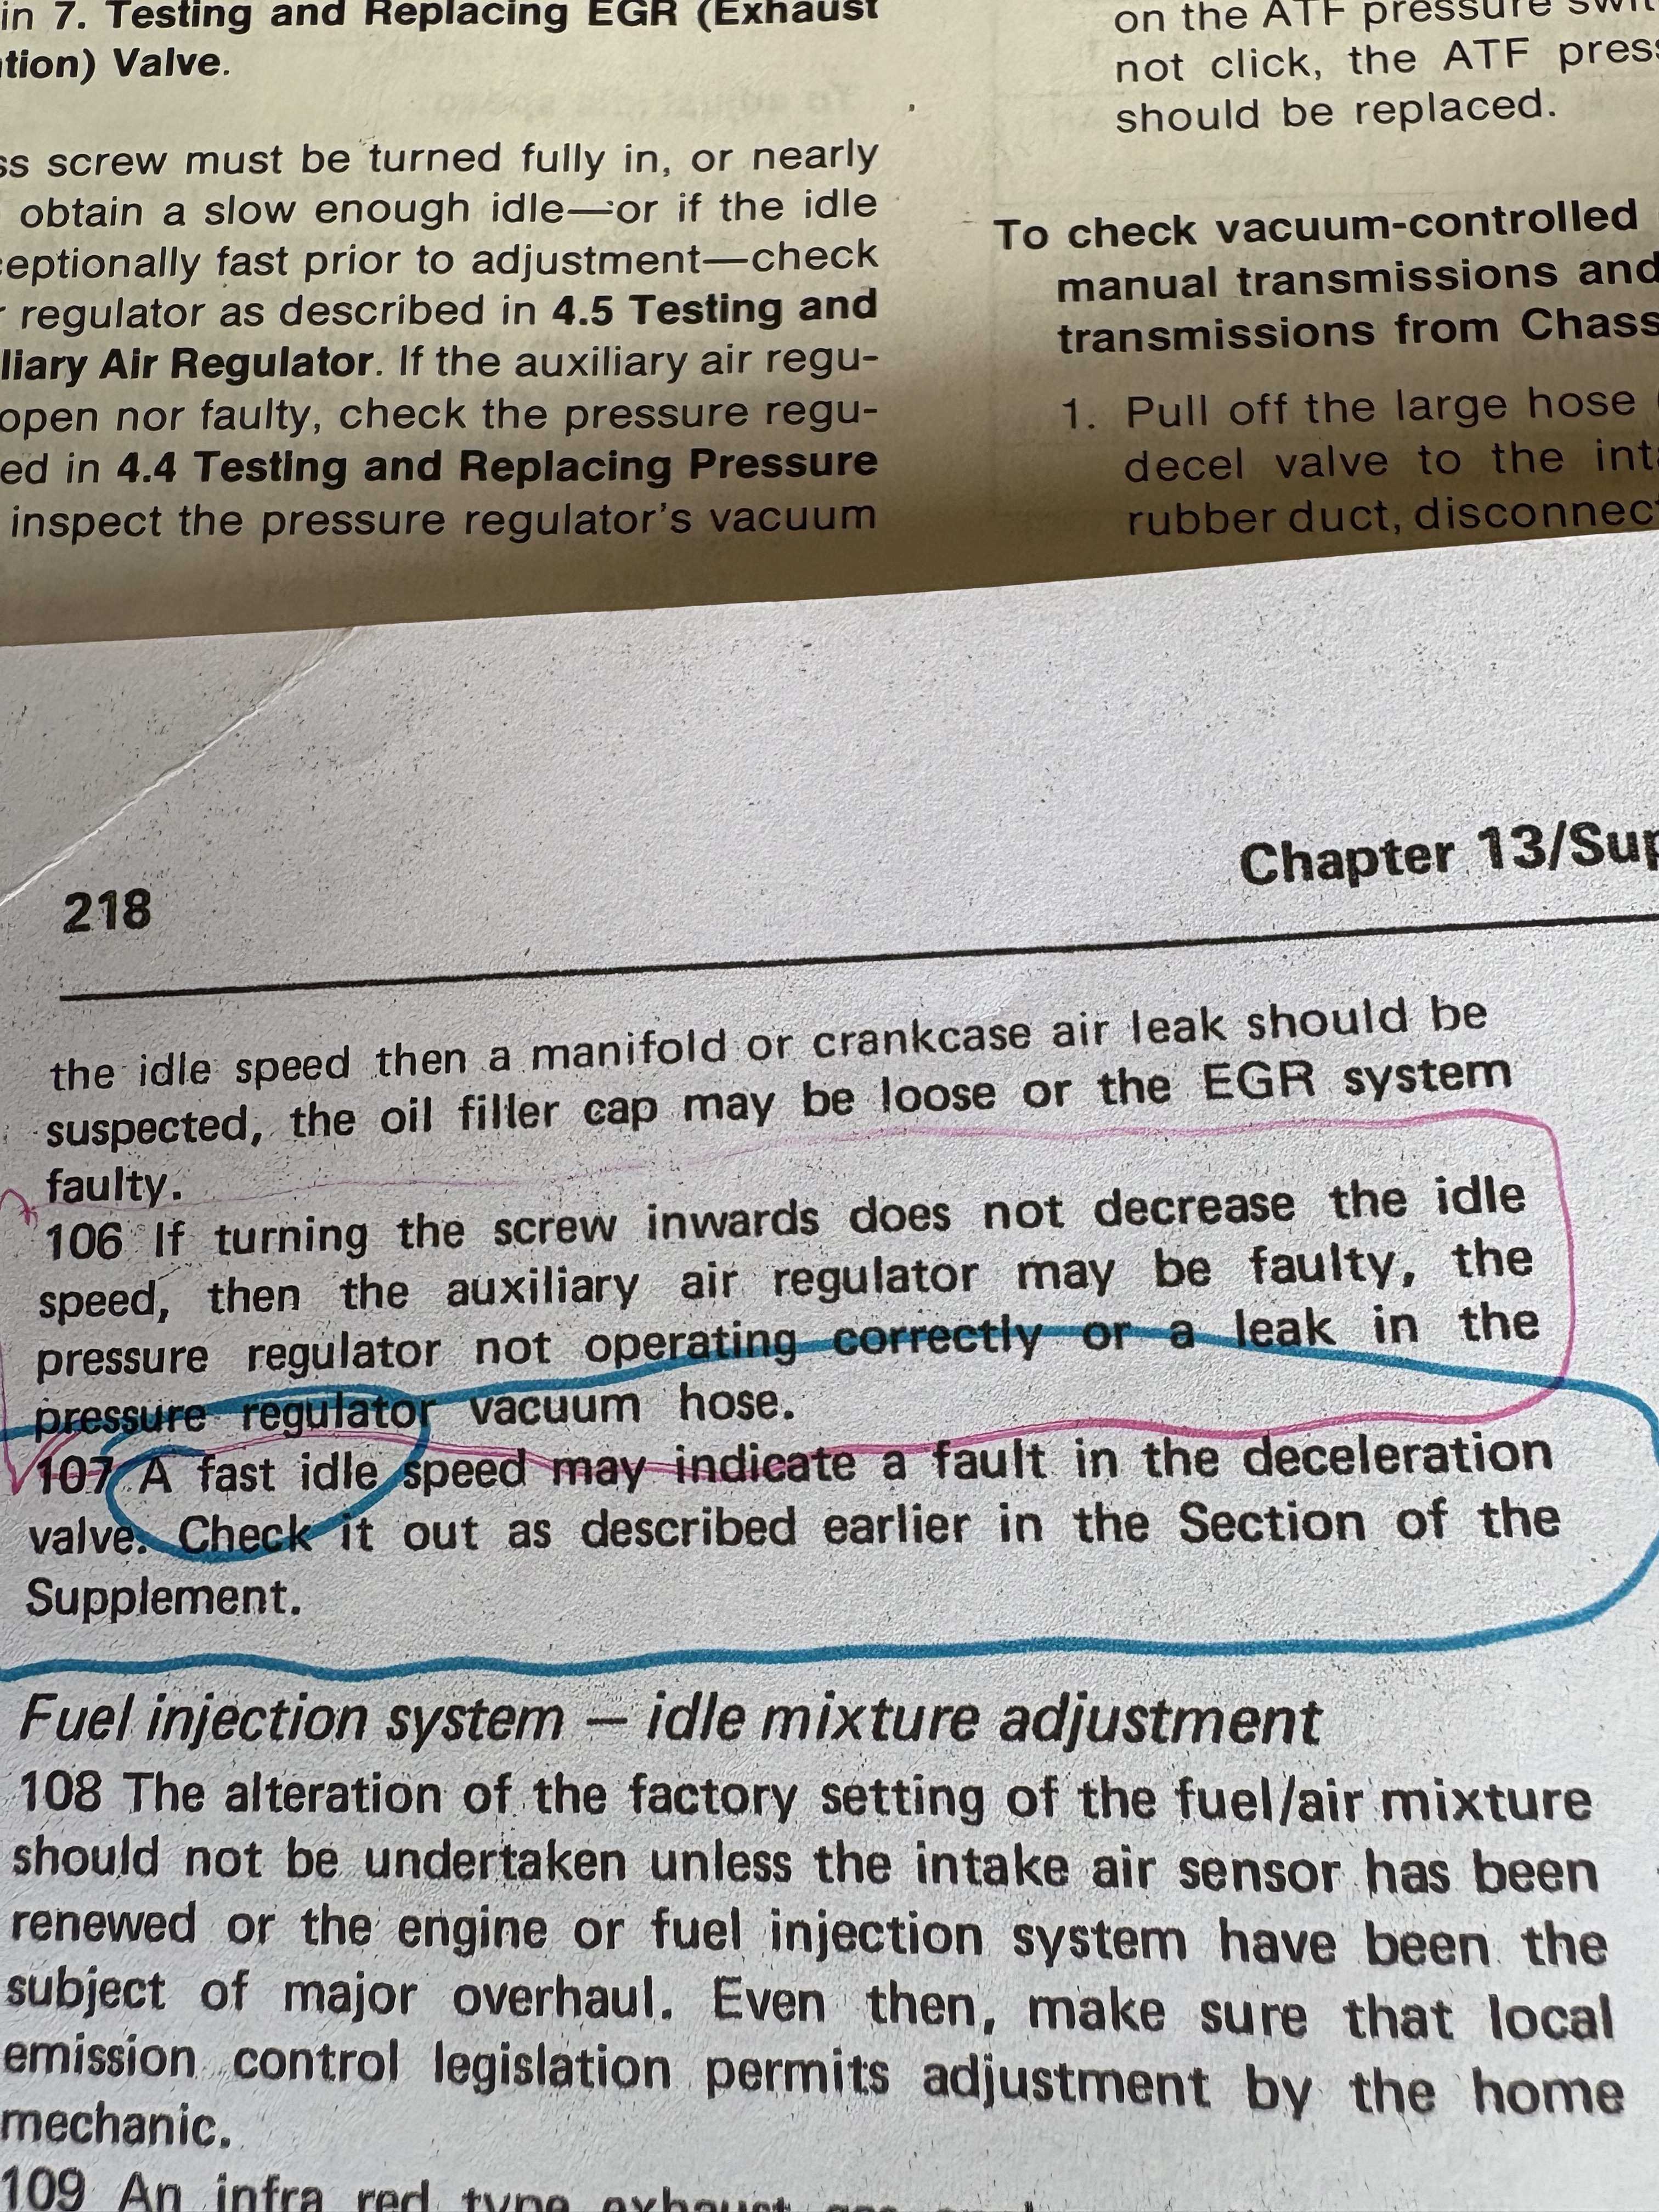 in 7. Testing and Replacing EGR (Exhaust
tion) Valve.
ss screw must be turned fully in, or nearly
obtain a slow enough idle—or if the idle
ceptionally fast prior to adjustment—check
r regulator as described in 4.5 Testing and
liary Air Regulator. If the auxiliary air regu-
open nor faulty, check the pressure regu-
ed in 4.4 Testing and Replacing Pressure
inspect the pressure regulator's vacuum
on the ATF pressure swit
not click, the ATF press
should be replaced.
To check vacuum-controlled
manual transmissions and
transmissions from Chass
1. Pull off the large hose
decel valve to the inta
rubber duct, disconnect
218
Chapter 13/Sup
the idle speed then a manifold or crankcase air leak should be
suspected, the oil filler cap may be loose or the EGR system
faulty.
106 If turning the screw inwards does not decrease the idle
speed, then the auxiliary air regulator may be faulty, the
pressure regulator not operating correctly or a leak in the
pressure regulator vacuum hose.
107 A fast idle speed may indicate a fault in the deceleration
valve. Check it out as described earlier in the Section of the
Supplement.
Fuel injection system – idle mixture adjustment
108 The alteration of the factory setting of the fuel/air mixture
should not be undertaken unless the intake air sensor has been
renewed or the engine or fuel injection system have been the
subject of major overhaul. Even then, make sure that local
emission control legislation permits adjustment by the home
mechanic.
109 An infra red type exhaust gas